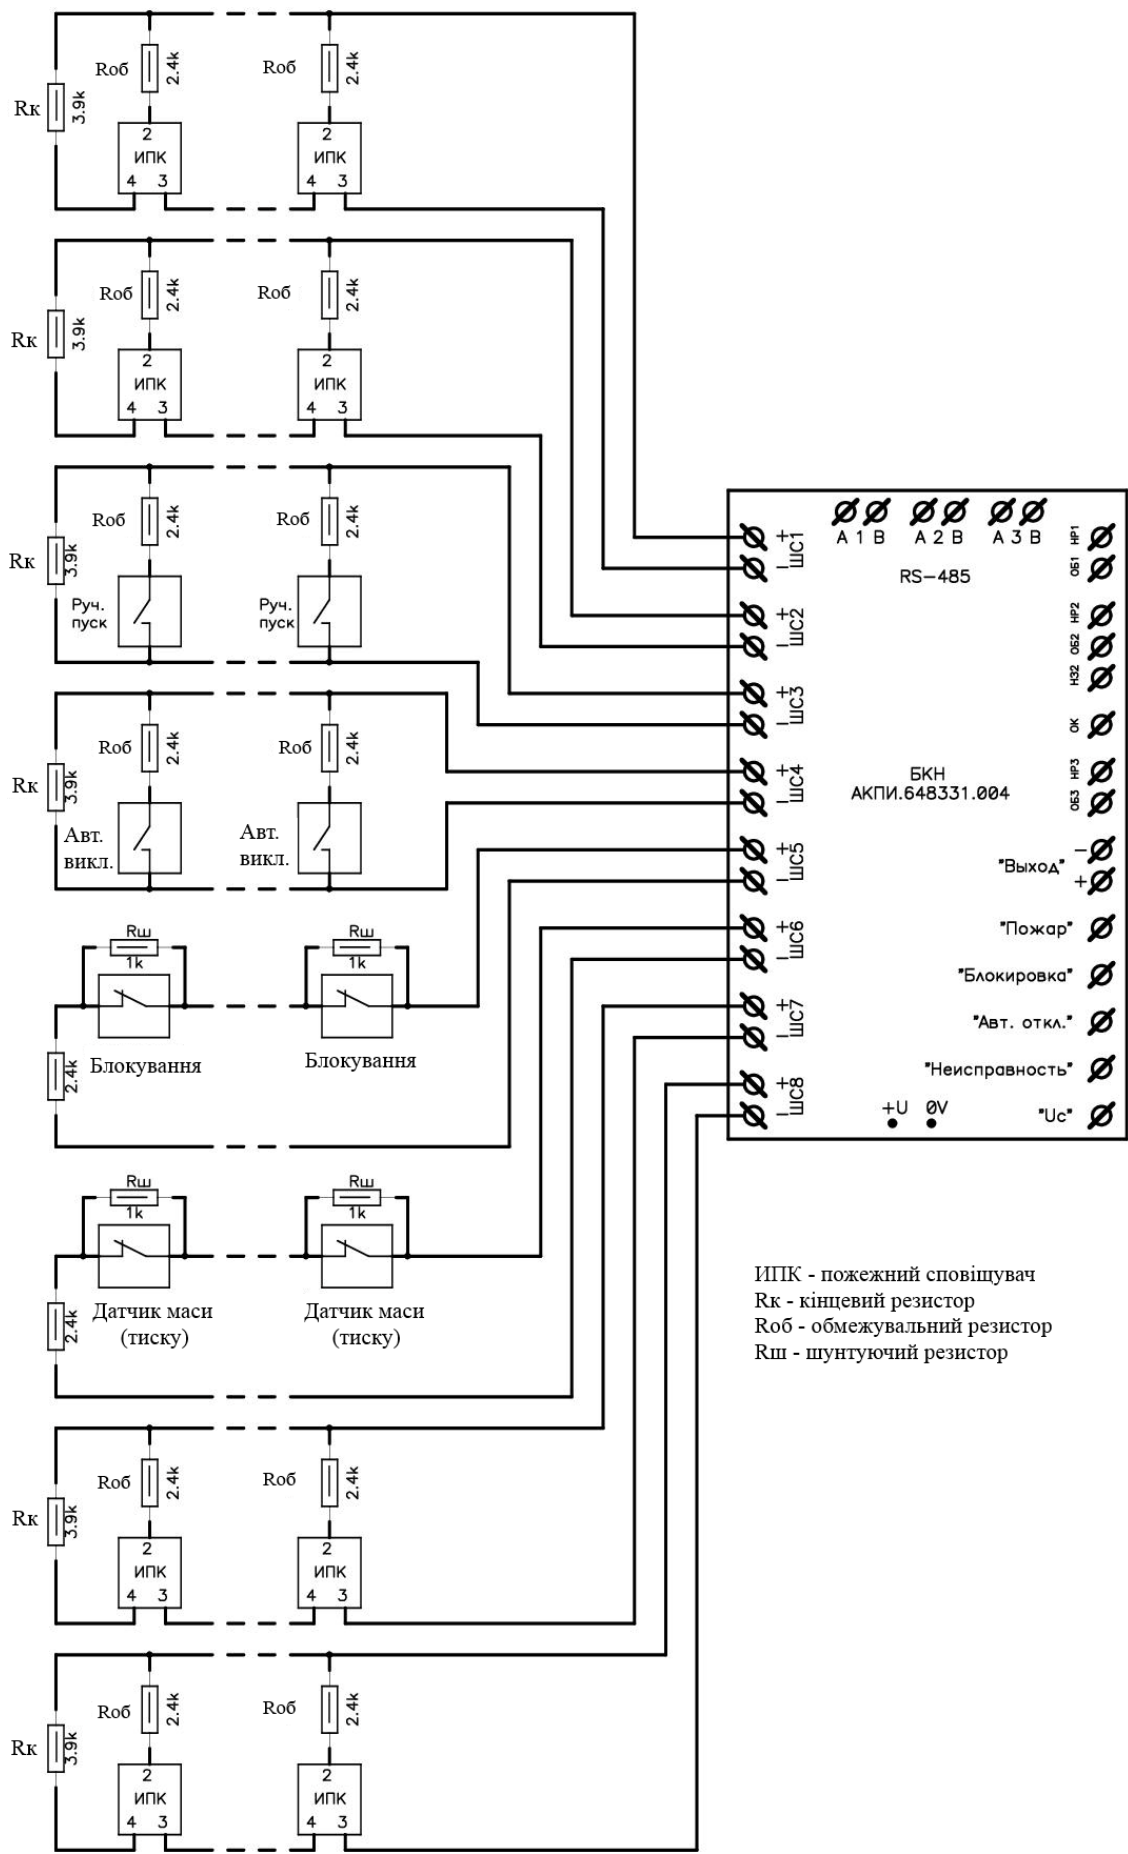 Rоб
2.4k
Rоб
2.4k
Rк
3.9k
2
ИПК
4 3
2
ИПК
4 3
Rоб
2.4k
Rоб
2.4k
Rк
3.9k
2
ИПК
4 3
2
ИПК
4 3
Rоб
2.4k
Rоб
2.4k
Rк
3.9k
Руч.
пуск
Руч.
пуск
Rоб
2.4k
Rоб
2.4k
Rк
3.9k
Авт.
викл.
Авт.
викл.
Rш
1k
Rш
1k
Блокування
Блокування
2.4k
Rш
1k
Rш
1k
Датчик маси
(тиску)
Датчик маси
(тиску)
2.4k
Rоб
2.4k
Rоб
2.4k
Rк
3.9k
2
ИПК
4 3
2
ИПК
4 3
Rоб
2.4k
Rоб
2.4k
Rк
3.9k
2
ИПК
4 3
2
ИПК
4 3
A 1 B A 2 B A 3 B
RS-485
+
-
ШС1
+
-
ШС2
+
-
ШС3
+
-
ШС4
+
-
ШС5
+
-
ШС6
+
-
ШС7
+
-
ШС8
НР1
ОБ1
НР2
ОБ2
НЗ2
ОК
НР3
ОБ3
БКН
АКПИ.648331.004
"Выход"
-
+
"Пожар"
"Блокировка"
"Авт. откл."
"Неисправность"
+U 0V
"Uc"
ИПК - пожежний сповіщувач
Rк - кінцевий резистор
Rоб - обмежувальний резистор
Rш - шунтуючий резистор